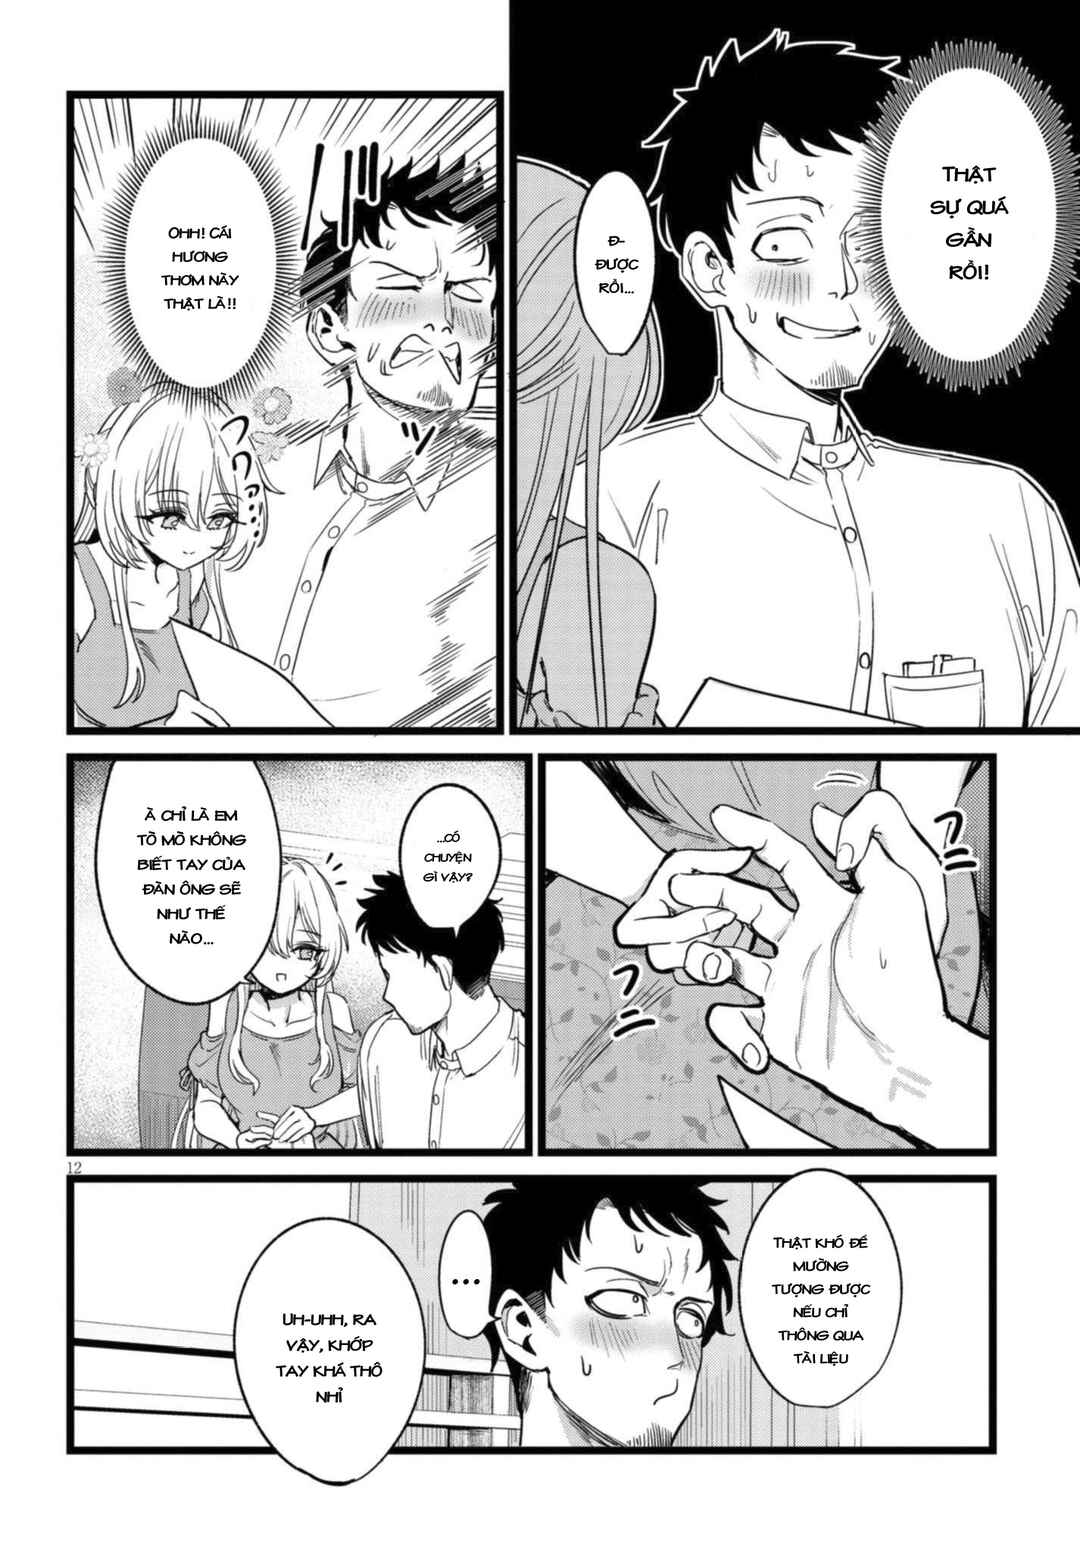 THẬT
SỰ QUÁ
GẦN
RỒI!
Đ-
ĐƯỢC
RỒI...
OHH! CÁI
HƯƠNG
THƠM NÀY
THẬT LÀ!!
...CÓ
CHUYỆN
GÌ VẬY?
À CHỈ LÀ EM
TÒ MÒ KHÔNG
BIẾT TAY CỦA
ĐÀN ÔNG SẼ
NHƯ THẾ
NÀO...
THẬT KHÓ ĐỂ
MƯỜNG
TƯỢNG ĐƯỢC
NẾU CHỈ
THÔNG QUA
TÀI LIỆU
...
UH-UHH, RA
VẬY, KHỚP
TAY KHÁ THÔ
NHỈ
12